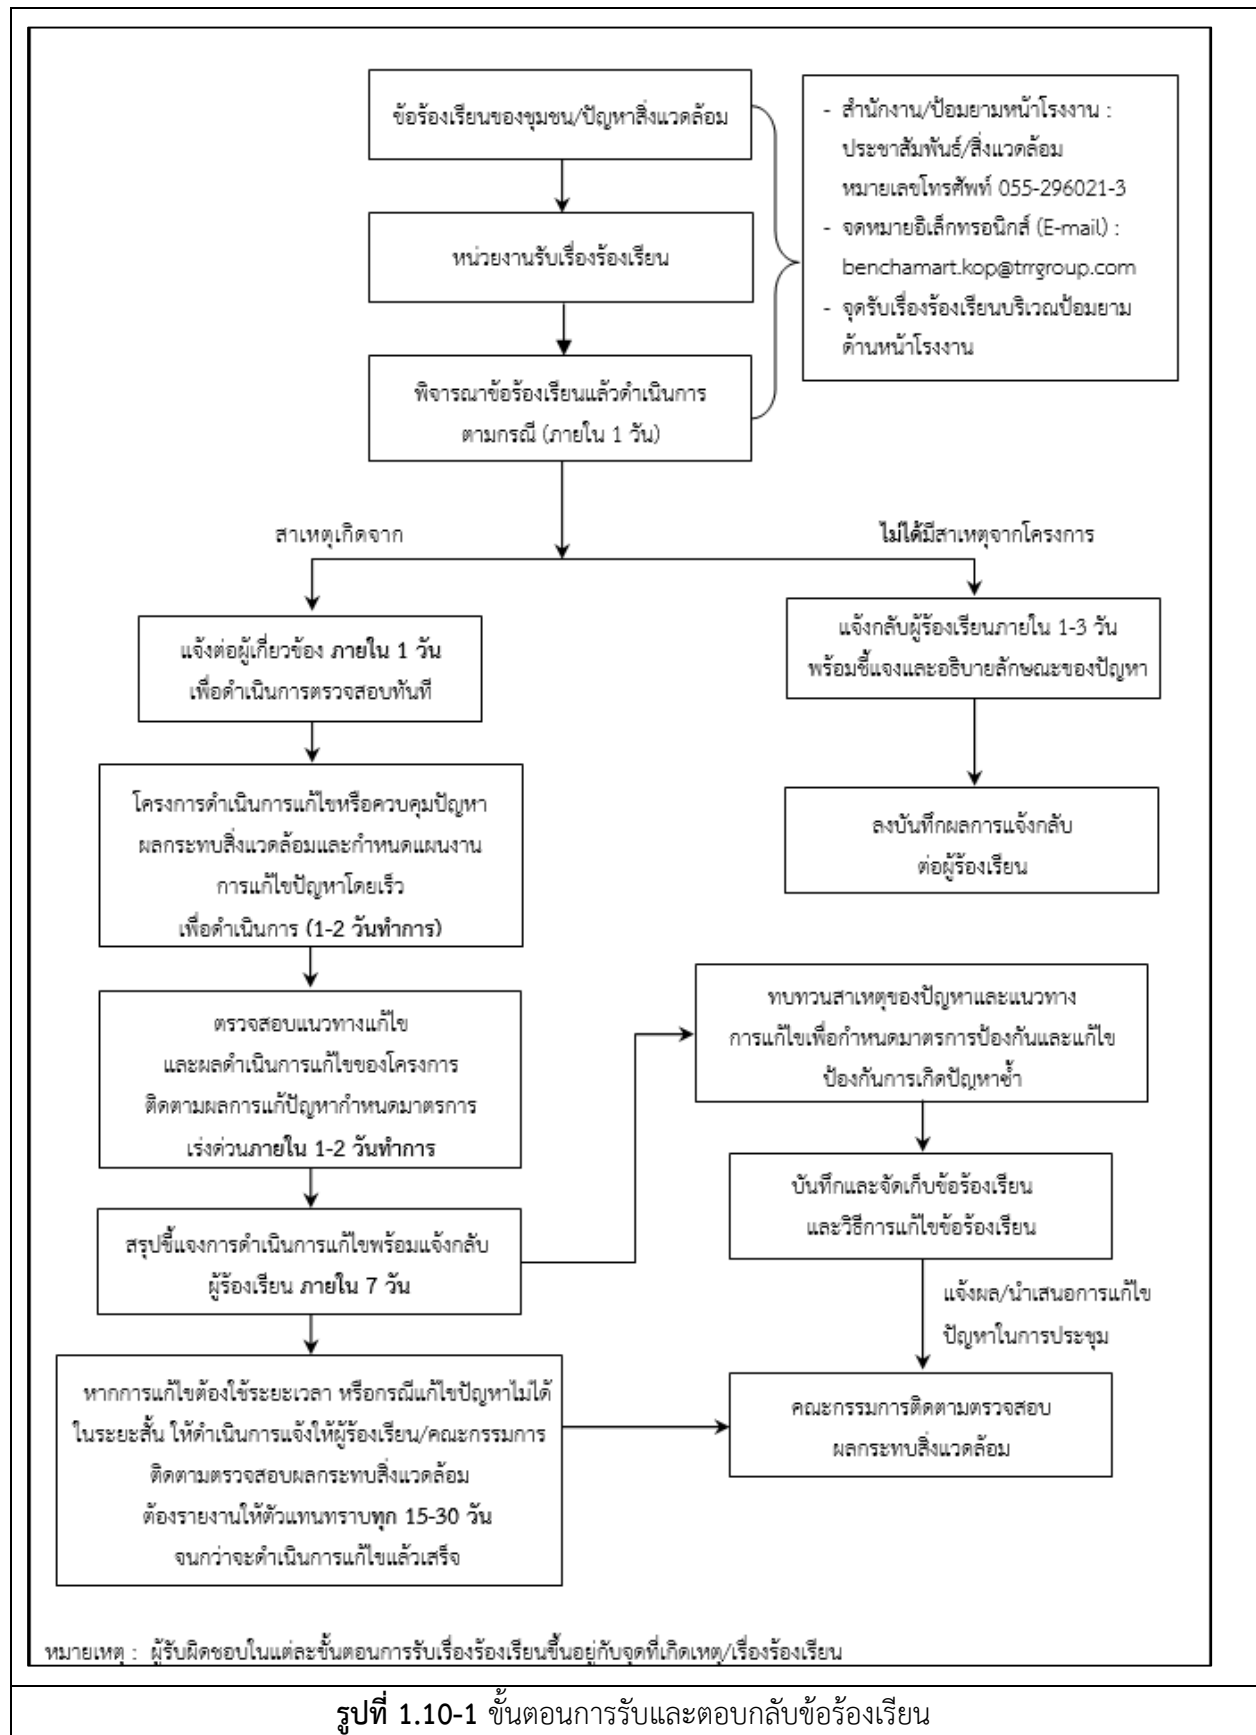 ข้อร้องเรียนของชุมชน/ปัญหาสิ่งแวดล้อม
- สำนักงาน/ป้อมยามหน้าโรงงาน :
ประชาสัมพันธ์/สิ่งแวดล้อม
หมายเลขโทรศัพท์ 055-296021-3
- จดหมายอิเล็กทรอนิกส์ (E-mail) :
benchamart.kop@trrgroup.com
- จุดรับเรื่องร้องเรียนบริเวณป้อมยาม
ด้านหน้าโรงงาน
หน่วยงานรับเรื่องร้องเรียน
พิจารณาข้อร้องเรียนแล้วดำเนินการ
ตามกรณี (ภายใน 1 วัน)
สาเหตุเกิดจาก
ไม่ได้มีสาเหตุจากโครงการ
แจ้งต่อผู้เกี่ยวข้อง ภายใน 1 วัน
เพื่อดำเนินการตรวจสอบทันที
แจ้งกลับผู้ร้องเรียนภายใน 1-3 วัน
พร้อมชี้แจงและอธิบายลักษณะของปัญหา
โครงการดำเนินการแก้ไขหรือควบคุมปัญหา
ผลกระทบสิ่งแวดล้อมและกำหนดแผนงาน
การแก้ไขปัญหาโดยเร็ว
เพื่อดำเนินการ (1-2 วันทำการ)
ลงบันทึกผลการแจ้งกลับ
ต่อผู้ร้องเรียน
ตรวจสอบแนวทางแก้ไข
และผลดำเนินการแก้ไขของโครงการ
ติดตามผลการแก้ปัญหากำหนดมาตรการ
เร่งด่วนภายใน 1-2 วันทำการ
ทบทวนสาเหตุของปัญหาและแนวทาง
การแก้ไขเพื่อกำหนดมาตรการป้องกันและแก้ไข
ป้องกันการเกิดปัญหาซ้ำ
สรุปชี้แจงการดำเนินการแก้ไขพร้อมแจ้งกลับ
ผู้ร้องเรียน ภายใน 7 วัน
บันทึกและจัดเก็บข้อร้องเรียน
และวิธีการแก้ไขข้อร้องเรียน
แจ้งผล/นำเสนอการแก้ไข
ปัญหาในการประชุม
หากการแก้ไขต้องใช้ระยะเวลา หรือกรณีแก้ไขปัญหาไม่ได้
ในระยะสั้น ให้ดำเนินการแจ้งให้ผู้ร้องเรียน/คณะกรรมการ
ติดตามตรวจสอบผลกระทบสิ่งแวดล้อม
ต้องรายงานให้ตัวแทนทราบทุก 15-30 วัน
จนกว่าจะดำเนินการแก้ไขแล้วเสร็จ
คณะกรรมการติดตามตรวจสอบ
ผลกระทบสิ่งแวดล้อม
หมายเหตุ : ผู้รับผิดชอบในแต่ละขั้นตอนการรับเรื่องร้องเรียนขึ้นอยู่กับจุดที่เกิดเหตุ/เรื่องร้องเรียน
รูปที่ 1.10-1 ขั้นตอนการรับและตอบกลับข้อร้องเรียน